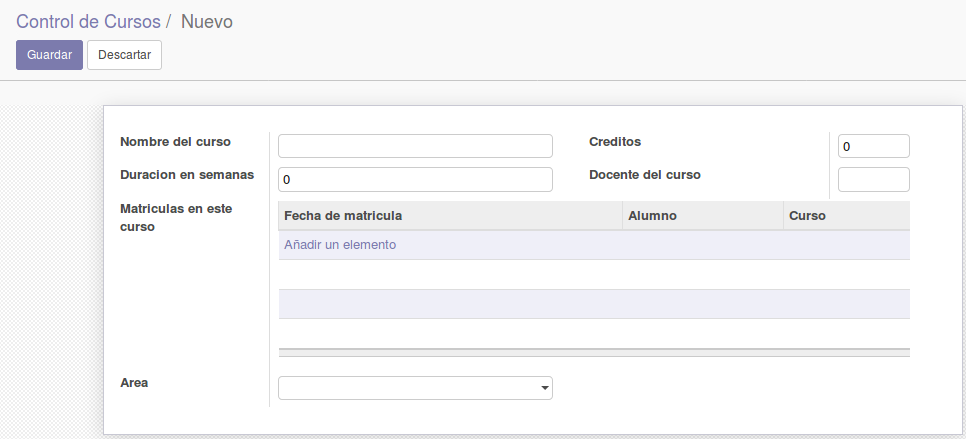 Control de Cursos / Nuevo
Guardar Descartar
Nombre del curso
Creditos
0
Duracion en semanas
0
Docente del curso
Matriculas en este
curso
Fecha de matricula Alumno Curso
Añadir un elemento
Area